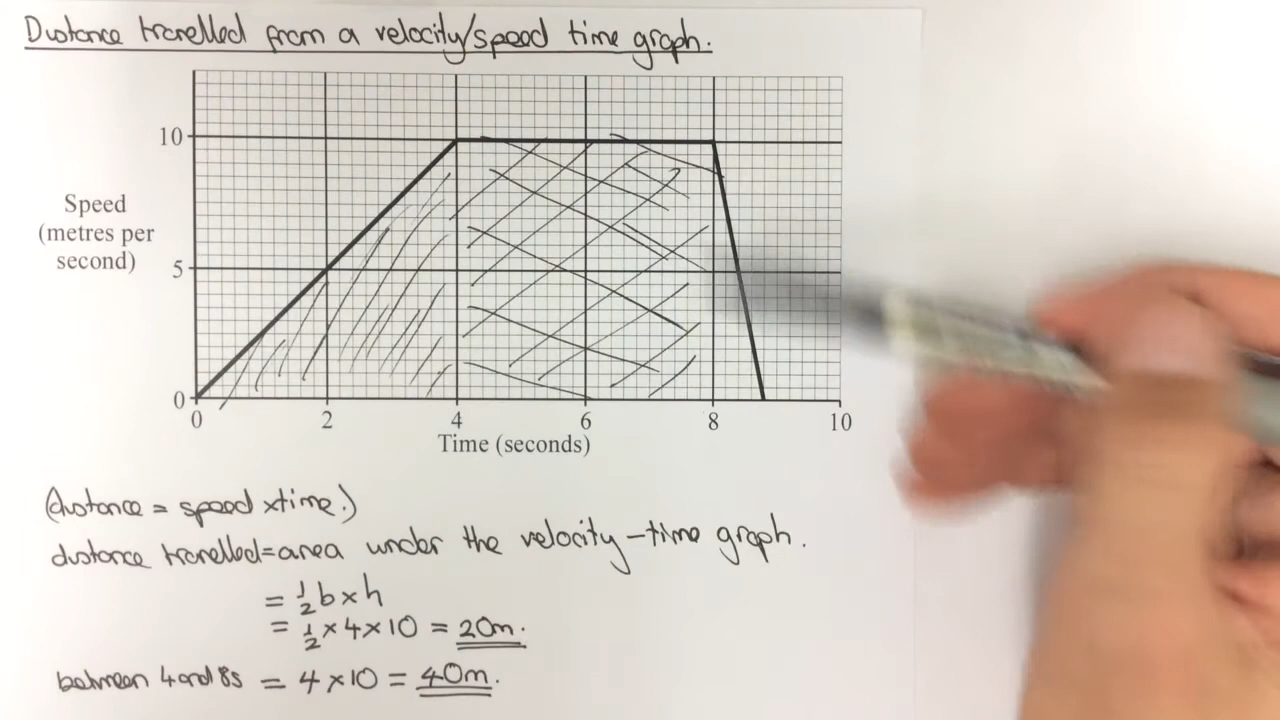 Distance travelled from a velocity/speed time graph.
10
Speed
(metres per
second)
5
0
0 2 4 6 8 10
Time (seconds)
(distance = speed × time.)
distance travelled = area under the velocity-time graph.
= 1/2 b × h
= 1/2 × 4 × 10 = 20m.
between 4 and 8s = 4 × 10 = 40m.